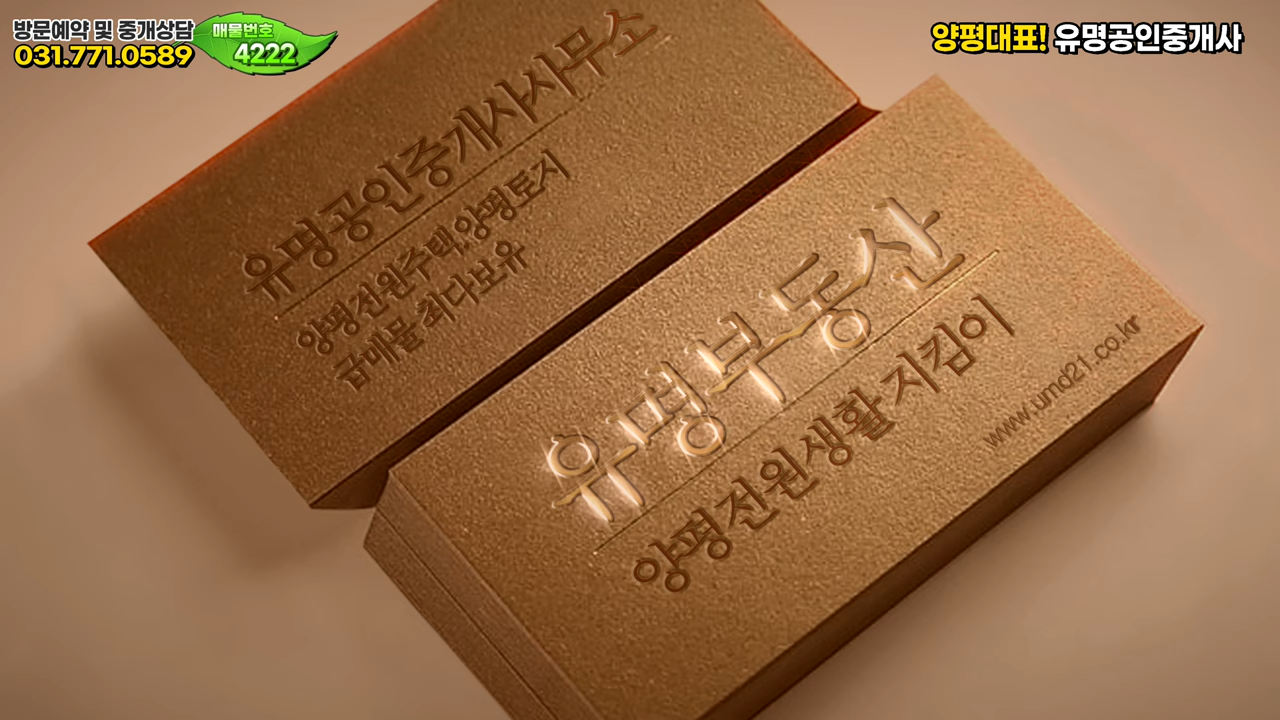 방문예약 및 중개상담
031.771.0589
매물번호
4222
양평대표! 유명공인중개사
유명공인중개사사무소
양평전원주택,양평토지
급매물 최다보유
유명부동산
양평전원생활 지킴이
www.umd21.co.kr